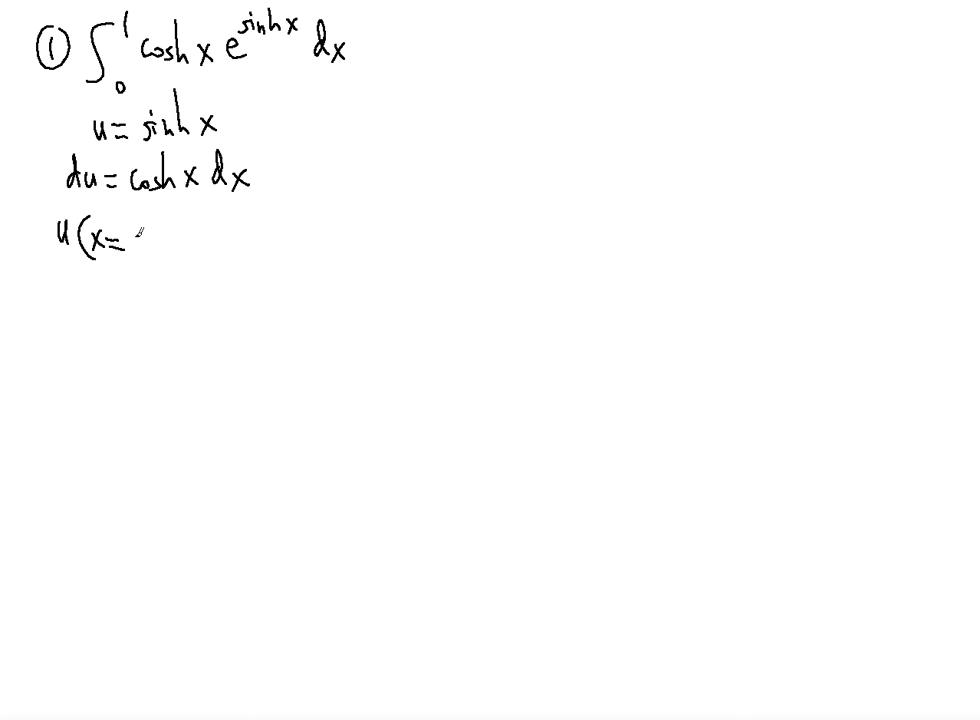 ① ∫₀¹ cosh x e^{sinh x} dx
u = sinh x
du = cosh x dx
u(x=